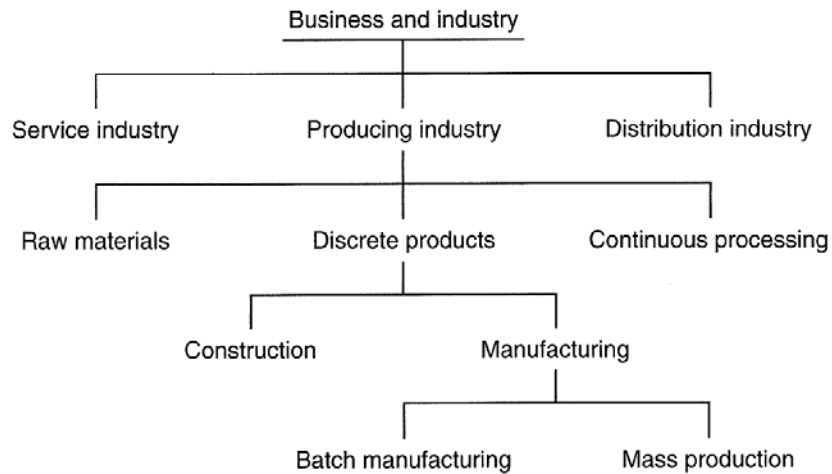 Business and industry
Service industry
Producing industry
Distribution industry
Raw materials
Discrete products
Continuous processing
Construction
Manufacturing
Batch manufacturing
Mass production